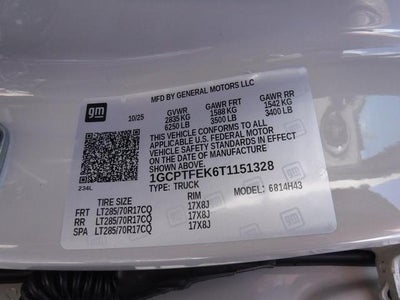 gm
MFD BY GENERAL MOTORS LLC
10/25 GVWR GAWR FRT GAWR RR
2835 KG 1588 KG 1542 KG
6250 LB 3500 LB 3400 LB
THIS VEHICLE CONFORMS TO ALL
APPLICABLE U.S. FEDERAL MOTOR
VEHICLE SAFETY STANDARDS IN EFFECT
ON THE DATE OF MANUFACTURE
SHOWN ABOVE.
1GCPTFEK6T1151328
234L TYPE: TRUCK MODEL: 6814H43
TIRE SIZE RIM
FRT LT285/70R17CQ 17X8J
RR LT285/70R17CQ 17X8J
SPA LT285/70R17CQ 17X8J